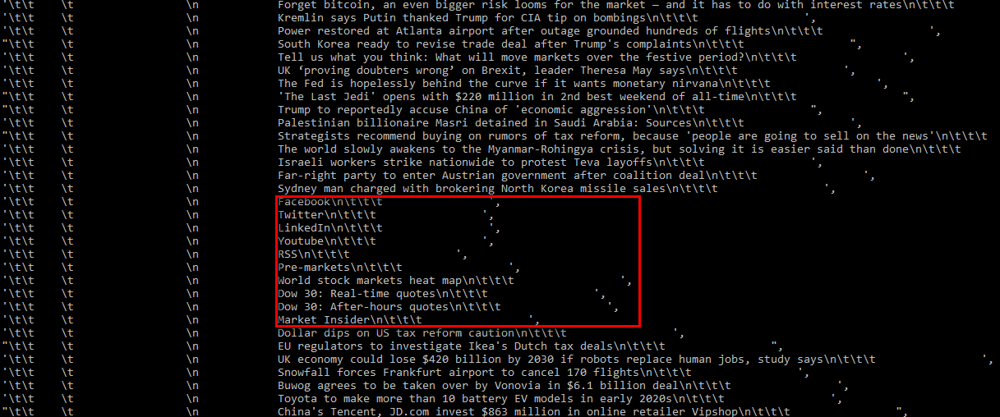 '\t\t \t \n Forget bitcoin, an even bigger risk looms for the market — and it has to do with interest rates\n\t\t\t
'\t\t \t \n Kremlin says Putin thanked Trump for CIA tip on bombings\n\t\t\t ',
'\t\t \t \n Power restored at Atlanta airport after outage grounded hundreds of flights\n\t\t\t ',
"\t\t \t \n South Korea ready to revise trade deal after Trump's complaints\n\t\t\t ",
'\t\t \t \n Tell us what you think: What will move markets over the festive period?\n\t\t\t ',
'\t\t \t \n UK ‘proving doubters wrong’ on Brexit, leader Theresa May says\n\t\t\t ',
'\t\t \t \n The Fed is hopelessly behind the curve if it wants monetary nirvana\n\t\t\t ',
"\t\t \t \n 'The Last Jedi' opens with $220 million in 2nd best weekend of all-time\n\t\t\t ",
"\t\t \t \n Trump to reportedly accuse China of 'economic aggression'\n\t\t\t ",
'\t\t \t \n Palestinian billionaire Masri detained in Saudi Arabia: Sources\n\t\t\t ',
"\t\t \t \n Strategists recommend buying on rumors of tax reform, because 'people are going to sell on the news'\n\t\t\t
'\t\t \t \n The world slowly awakens to the Myanmar-Rohingya crisis, but solving it is easier said than done\n\t\t\t
'\t\t \t \n Israeli workers strike nationwide to protest Teva layoffs\n\t\t\t ',
'\t\t \t \n Far-right party to enter Austrian government after coalition deal\n\t\t\t ',
'\t\t \t \n Sydney man charged with brokering North Korea missile sales\n\t\t\t ',
'\t\t \t \n Facebook\n\t\t\t ',
'\t\t \t \n Twitter\n\t\t\t ',
'\t\t \t \n LinkedIn\n\t\t\t ',
'\t\t \t \n Youtube\n\t\t\t ',
'\t\t \t \n RSS\n\t\t\t ',
'\t\t \t \n Pre-markets\n\t\t\t ',
'\t\t \t \n World stock markets heat map\n\t\t\t ',
'\t\t \t \n Dow 30: Real-time quotes\n\t\t\t ',
'\t\t \t \n Dow 30: After-hours quotes\n\t\t\t ',
'\t\t \t \n Market Insider\n\t\t\t ',
'\t\t \t \n Dollar dips on US tax reform caution\n\t\t\t ',
"\t\t \t \n EU regulators to investigate Ikea's Dutch tax deals\n\t\t\t ",
'\t\t \t \n UK economy could lose $420 billion by 2030 if robots replace human jobs, study says\n\t\t\t ',
'\t\t \t \n Snowfall forces Frankfurt airport to cancel 170 flights\n\t\t\t ',
'\t\t \t \n Buwog agrees to be taken over by Vonovia in $6.1 billion deal\n\t\t\t ',
'\t\t \t \n Toyota to make more than 10 battery EV models in early 2020s\n\t\t\t ',
"\t\t \t \n China's Tencent, JD.com invest $863 million in online retailer Vipshop\n\t\t\t ",